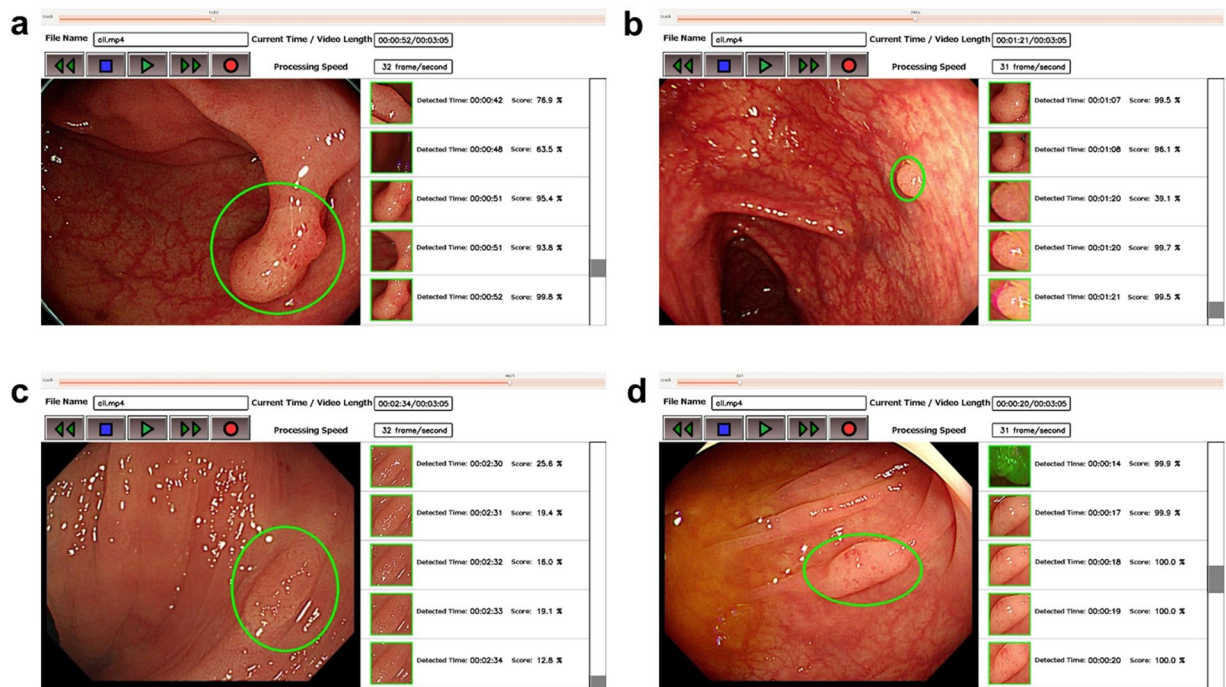 a
File Name all.mp4 Current Time / Video Length 00:00:52/00:03:05
Processing Speed 32 frame/second
Detected Time: 00:00:42 Score: 76.9 %
Detected Time: 00:00:48 Score: 63.5 %
Detected Time: 00:00:51 Score: 95.4 %
Detected Time: 00:00:51 Score: 93.8 %
Detected Time: 00:00:52 Score: 99.8 %
b
File Name all.mp4 Current Time / Video Length 00:01:21/00:03:05
Processing Speed 31 frame/second
Detected Time: 00:01:07 Score: 99.5 %
Detected Time: 00:01:08 Score: 96.1 %
Detected Time: 00:01:20 Score: 39.1 %
Detected Time: 00:01:20 Score: 99.7 %
Detected Time: 00:01:21 Score: 99.5 %
c
File Name all.mp4 Current Time / Video Length 00:02:34/00:03:05
Processing Speed 32 frame/second
Detected Time: 00:02:30 Score: 25.6 %
Detected Time: 00:02:31 Score: 19.4 %
Detected Time: 00:02:32 Score: 16.0 %
Detected Time: 00:02:33 Score: 19.1 %
Detected Time: 00:02:34 Score: 12.8 %
d
File Name all.mp4 Current Time / Video Length 00:00:20/00:03:05
Processing Speed 31 frame/second
Detected Time: 00:00:14 Score: 99.9 %
Detected Time: 00:00:17 Score: 99.9 %
Detected Time: 00:00:18 Score: 100.0 %
Detected Time: 00:00:19 Score: 100.0 %
Detected Time: 00:00:20 Score: 100.0 %